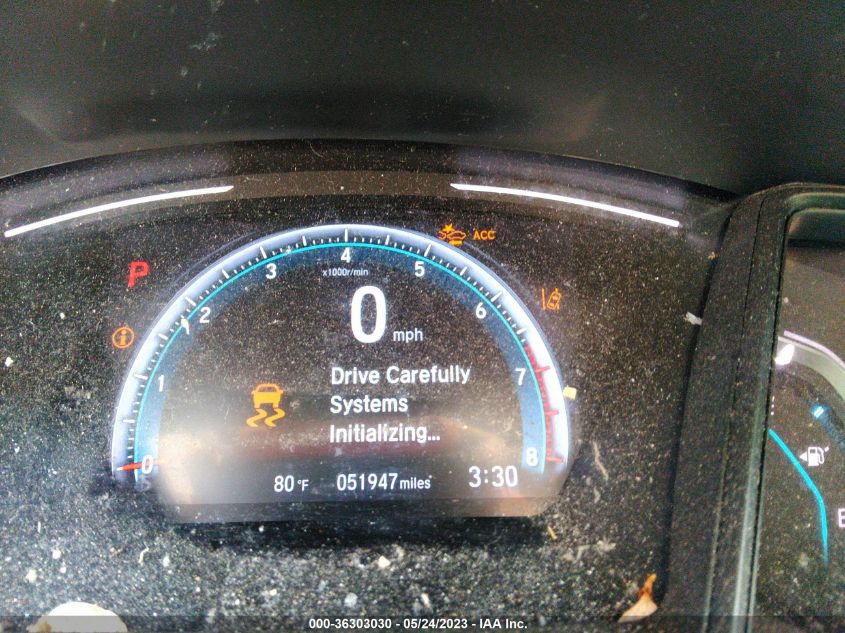 ACC
4
3
5
x1000r/min
P
2
0
6
mph
1
Drive Carefully
7
Systems
Initializing...
0
8
80 °F
051947 miles
3:30
E
000-36303030 - 05/24/2023 - IAA Inc.